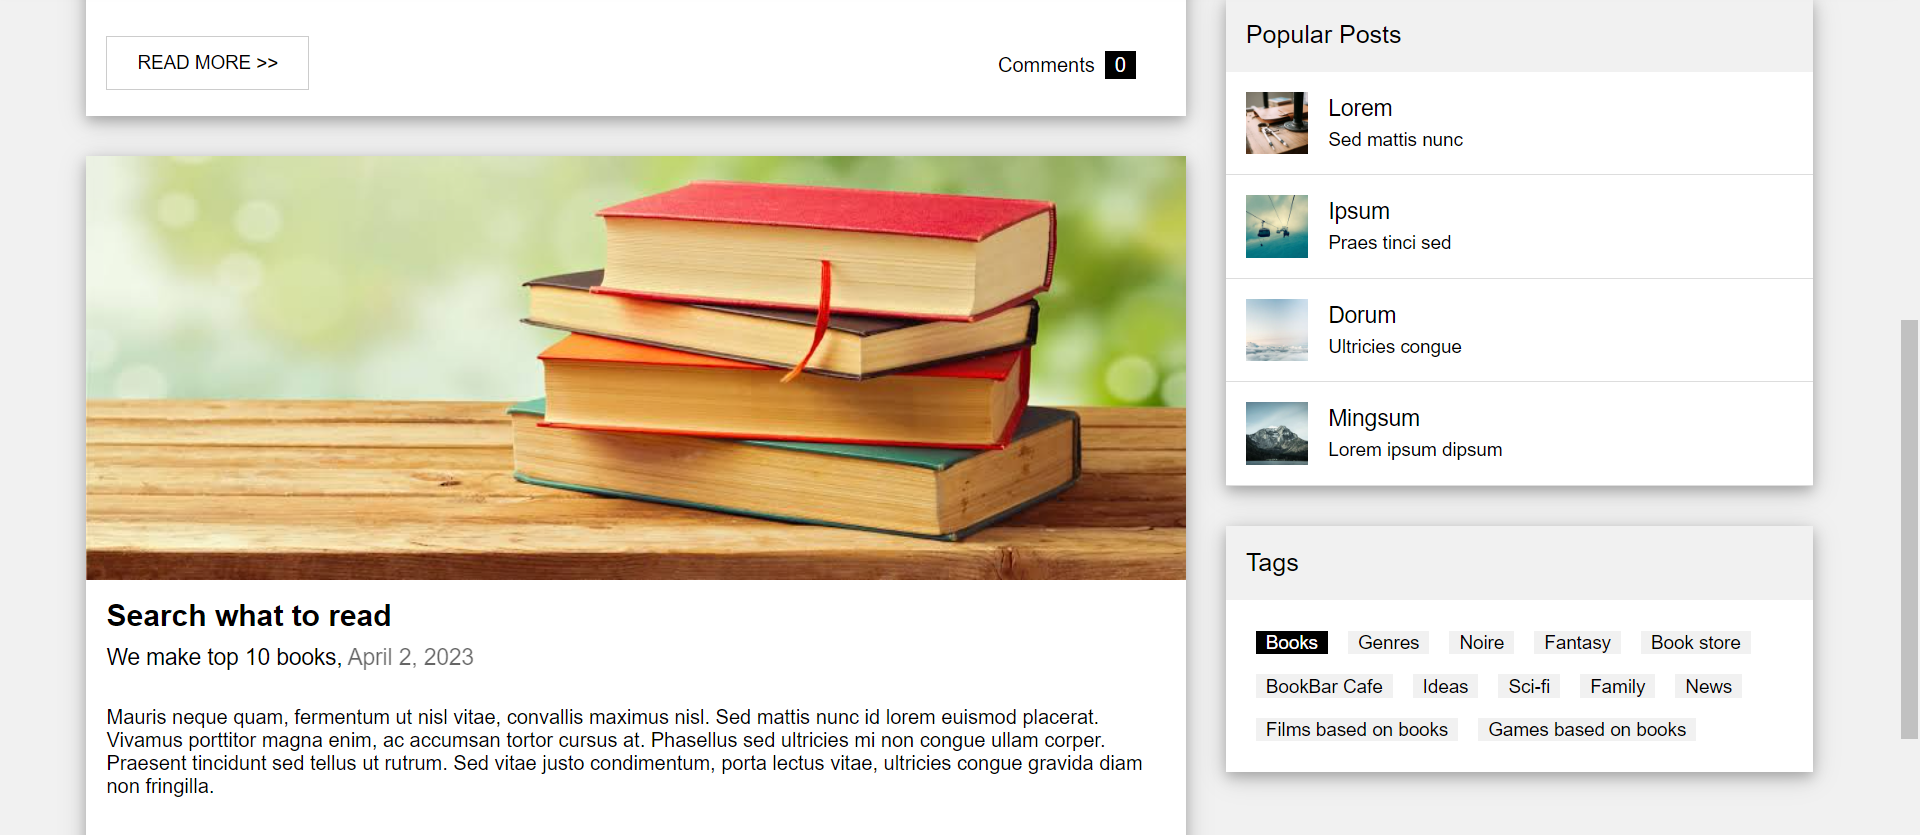 READ MORE >>
Comments 0
Search what to read
We make top 10 books, April 2, 2023
Mauris neque quam, fermentum ut nisl vitae, convallis maximus nisl. Sed mattis nunc id lorem euismod placerat.
Vivamus porttitor magna enim, ac accumsan tortor cursus at. Phasellus sed ultricies mi non congue ullam corper.
Praesent tincidunt sed tellus ut rutrum. Sed vitae justo condimentum, porta lectus vitae, ultricies congue gravida diam
non fringilla.
Popular Posts
Lorem
Sed mattis nunc
Ipsum
Praes tinci sed
Dorum
Ultricies congue
Mingsum
Lorem ipsum dipsum
Tags
Books Genres Noire Fantasy Book store
BookBar Cafe Ideas Sci-fi Family News
Films based on books Games based on books